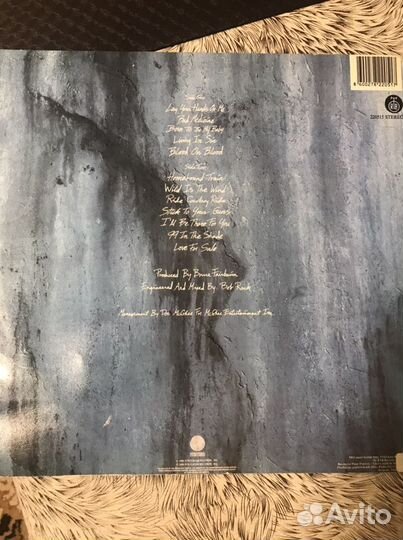 8600278220517
220515 STEREO
Side One
Lay Your Hands On Me
Bad Medicine
Born To Be My Baby
Living In Sin
Blood On Blood
Side Two
Homebound Train
Wild Is The Wind
Ride Cowboy Ride
Stick To Your Guns
I'll Be There For You
99 In The Shade
Love For Sale
Produced By Bruce Fairbairn
Engineered And Mixed By Bob Rock
Management By Doc McGhee For McGhee Entertainment Inc.
Avito